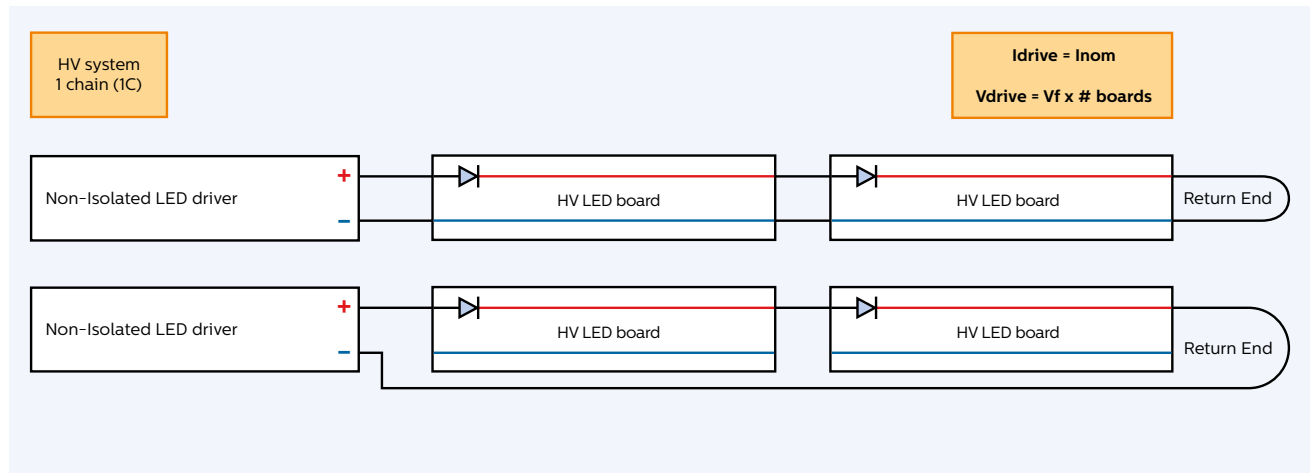 HV system
1 chain (1C)
Idrive = Inom
Vdrive = Vf x # boards
Non-Isolated LED driver
+
−
HV LED board
HV LED board
Return End
Non-Isolated LED driver
+
−
HV LED board
HV LED board
Return End